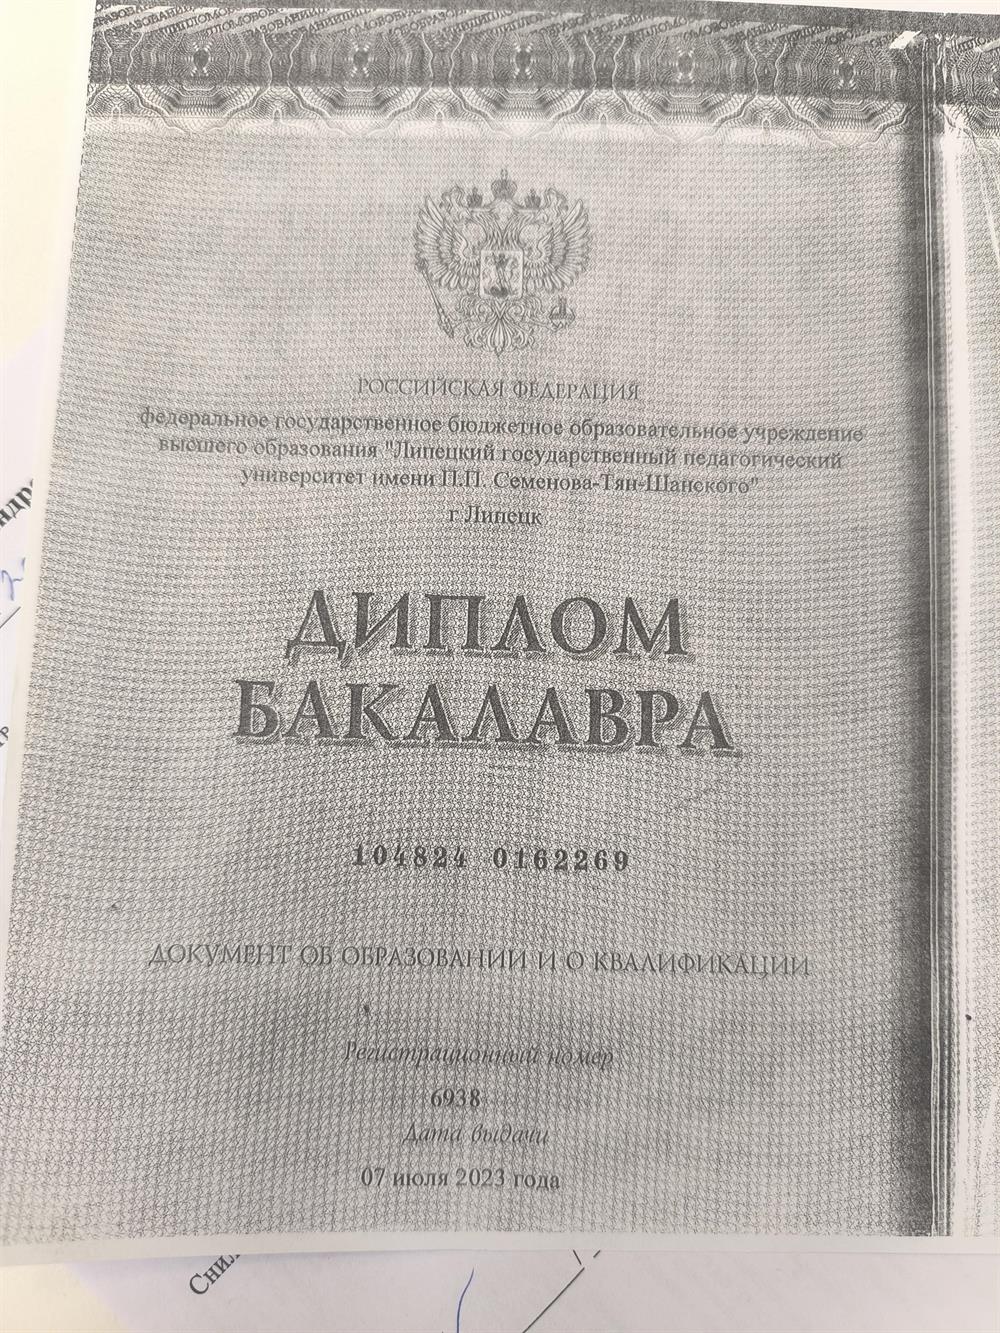 РОССИЙСКАЯ ФЕДЕРАЦИЯ
федеральное государственное бюджетное образовательное учреждение
высшего образования "Липецкий государственный педагогический
университет имени П.П. Семенова-Тян-Шанского"
г Липецк
ДИПЛОМ
БАКАЛАВРА
104824 0162269
ДОКУМЕНТ ОБ ОБРАЗОВАНИИ И О КВАЛИФИКАЦИИ
Регистрационный номер
6938
Дата выдачи
07 июля 2023 года